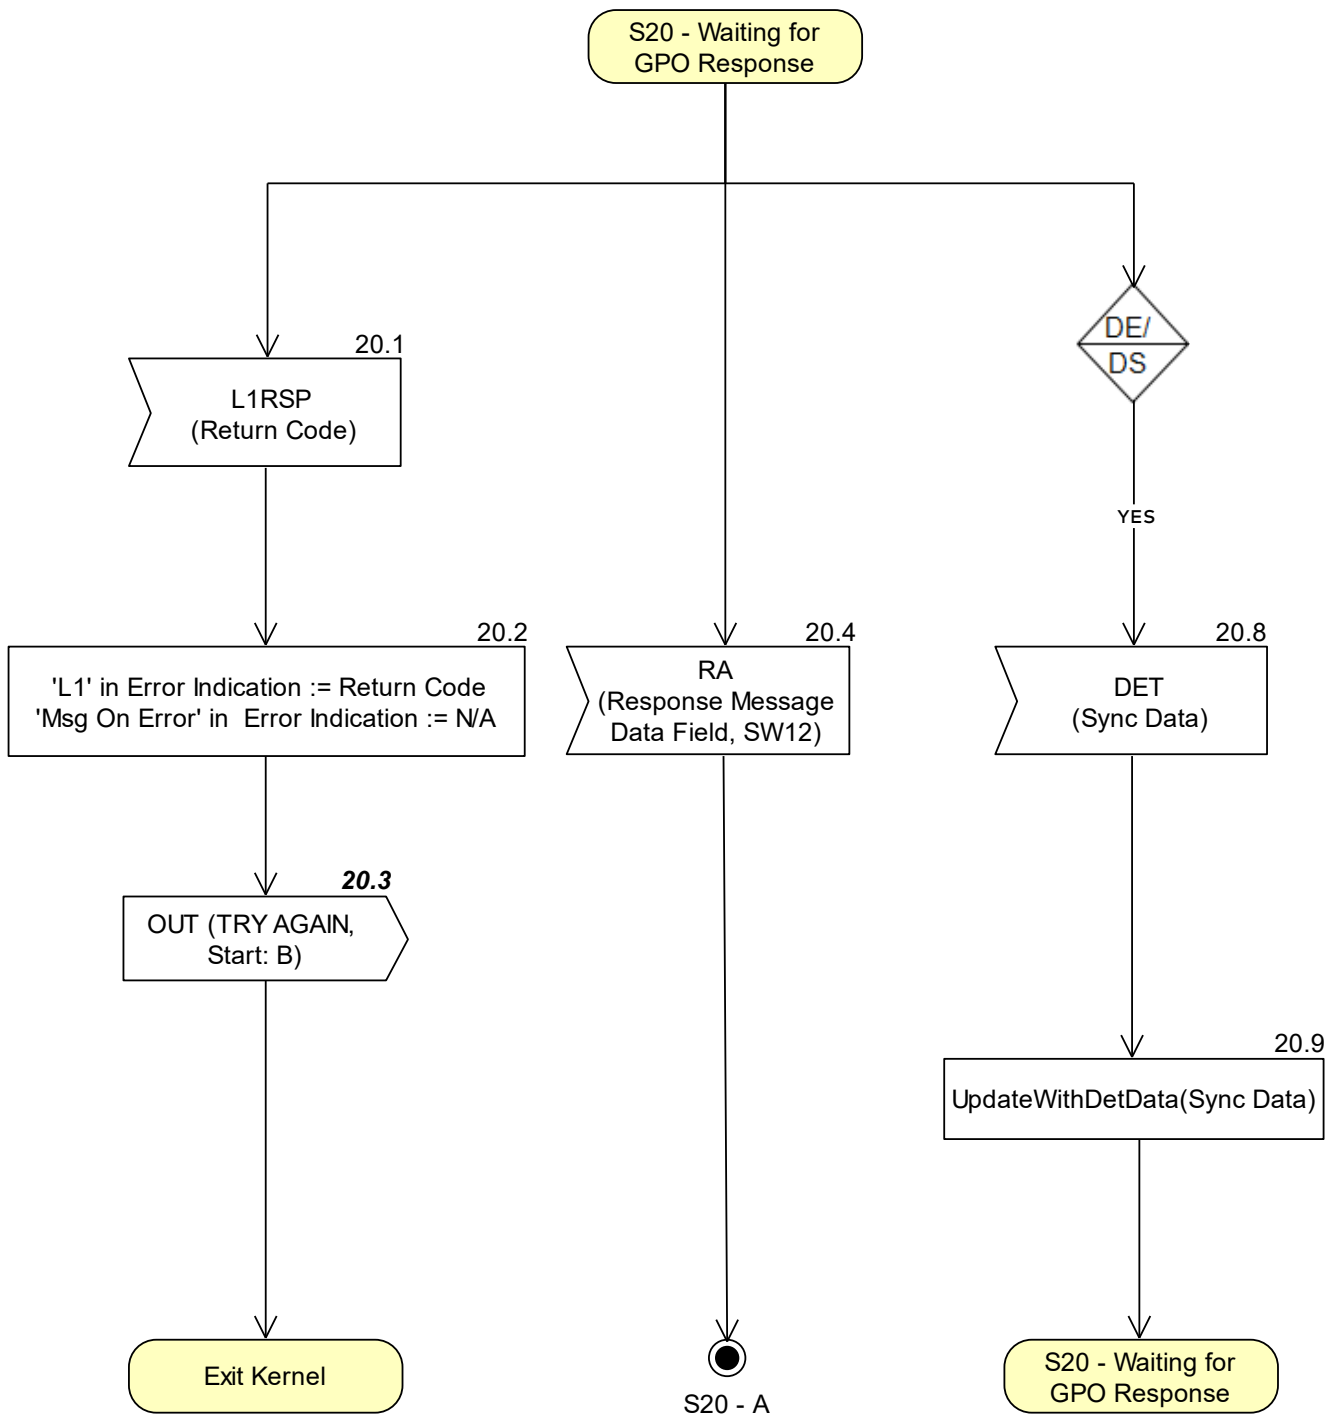 S20 - Waiting for
GPO Response
20.1
L1RSP
(Return Code)
DE/
DS
YES
20.2
'L1' in Error Indication := Return Code
'Msg On Error' in  Error Indication := N/A
20.4
RA
(Response Message
Data Field, SW12)
20.8
DET
(Sync Data)
20.3
OUT (TRY AGAIN,
Start: B)
20.9
UpdateWithDetData(Sync Data)
Exit Kernel
S20 - A
S20 - Waiting for
GPO Response